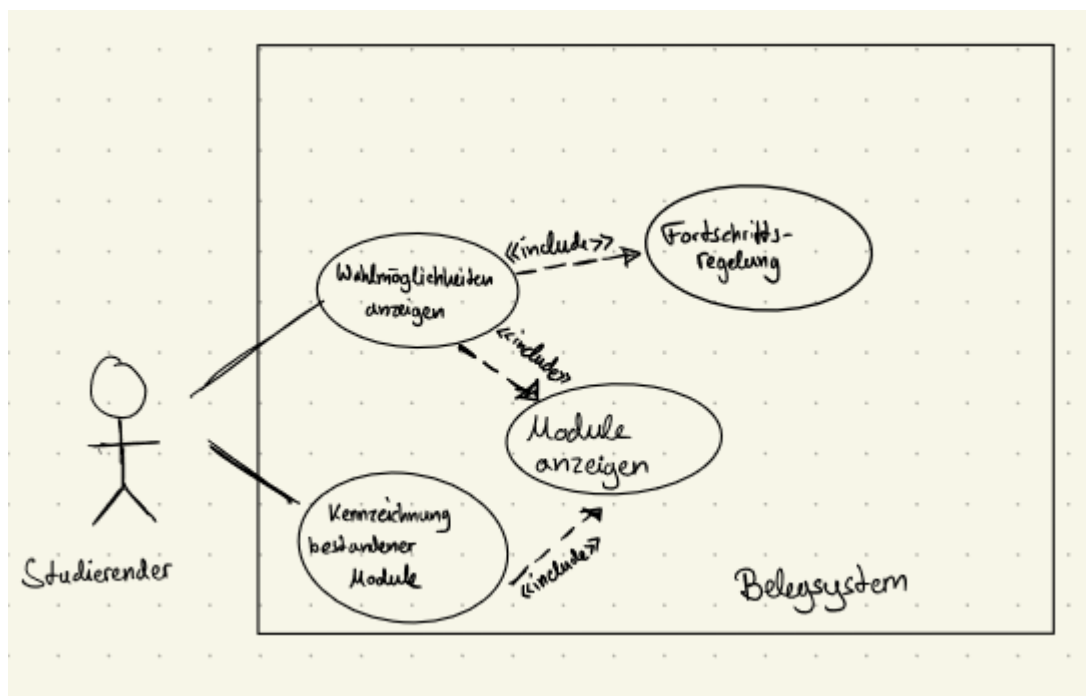 «include»
Fortschritts-
regelung
Wahlmöglichkeiten
anzeigen
«include»
Module
anzeigen
Kennzeichnung
bestandener
Module
«include»
Studierender
Belegsystem